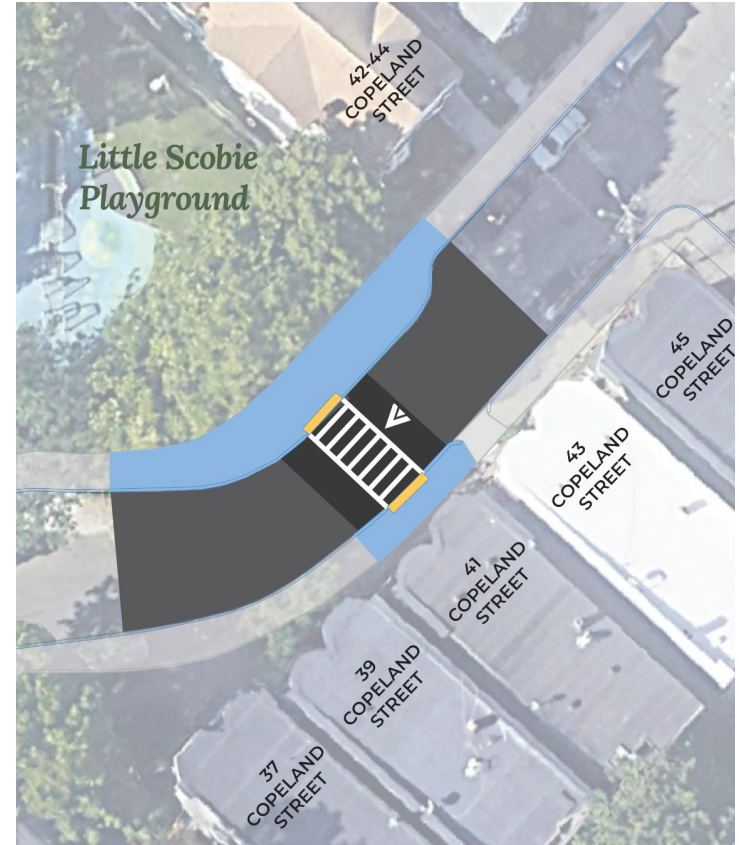 42-44
COPELAND
STREET
Little Scobie
Playground
45
COPELAND
STREET
43
COPELAND
STREET
41
COPELAND
STREET
39
COPELAND
STREET
37
COPELAND
STREET